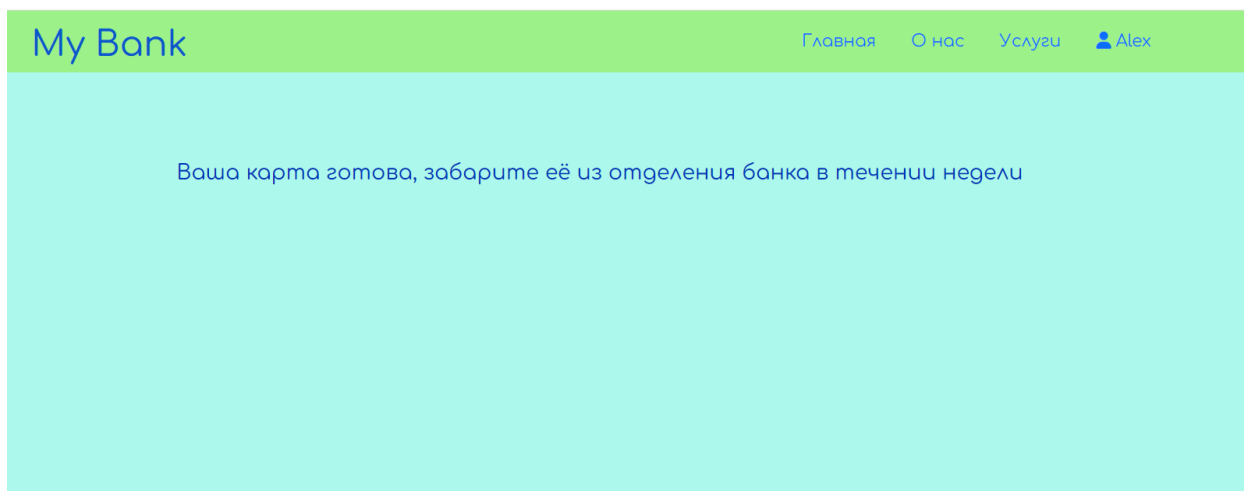 My Bank
Главная О нас Услуги Alex
Ваша карта готова, забарите её из отделения банка в течении недели